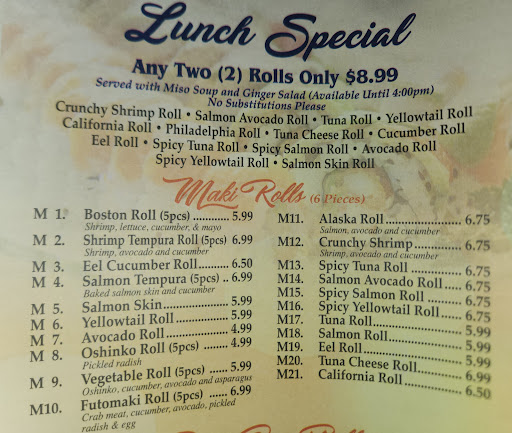 Lunch Special
Any Two (2) Rolls Only $8.99
Served with Miso Soup and Ginger Salad (Available Until 4:00pm)
No Substitutions Please
Crunchy Shrimp Roll • Salmon Avocado Roll • Tuna Roll • Yellowtail Roll
California Roll • Philadelphia Roll • Tuna Cheese Roll • Cucumber Roll
Eel Roll • Spicy Tuna Roll • Spicy Salmon Roll • Avocado Roll
Spicy Yellowtail Roll • Salmon Skin Roll
Maki Rolls (6 Pieces)
M 1. Boston Roll (5pcs) ............ 5.99
Shrimp, lettuce, cucumber, & mayo
M 2. Shrimp Tempura Roll (5pcs) 6.99
Shrimp, avocado and cucumber
M 3. Eel Cucumber Roll.......... 6.50
M 4. Salmon Tempura (5pcs) .. 6.99
Baked salmon skin and cucumber
M 5. Salmon Skin.................... 5.99
M 6. Yellowtail Roll................. 5.99
M 7. Avocado Roll................... 4.99
M 8. Oshinko Roll (5pcs) ........ 4.99
Pickled radish
M 9. Vegetable Roll (5pcs) ...... 5.99
Oshinko, cucumber, avocado and asparagus
M10. Futomaki Roll (5pcs) ...... 6.99
Crab meat, cucumber, avocado, pickled
radish & egg
M11. Alaska Roll..................... 6.75
Salmon, avocado and cucumber
M12. Crunchy Shrimp ............. 6.75
Shrimp, avocado and cucumber
M13. Spicy Tuna Roll .............. 6.75
M14. Salmon Avocado Roll...... 6.75
M15. Spicy Salmon Roll .......... 6.75
M16. Spicy Yellowtail Roll ....... 6.75
M17. Tuna Roll........................ 5.99
M18. Salmon Roll.................... 5.99
M19. Eel Roll .......................... 5.99
M20. Tuna Cheese Roll ........... 6.99
M21. California Roll................ 6.50